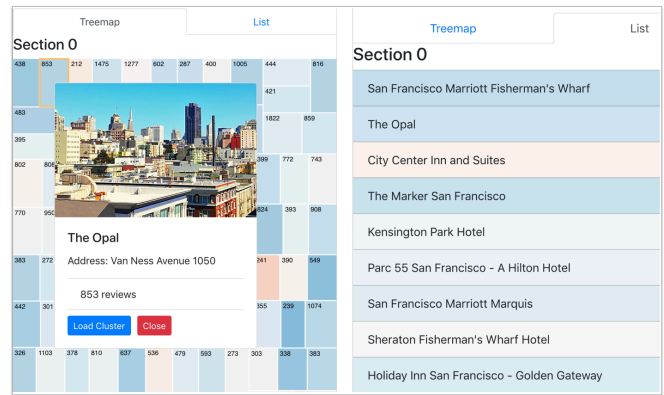 Treemap List
Section 0
438 853 212 1475 1277 602 287 400 1005 444 816
421
483 1822 859
395
802 808 399 772 743
770 950 824 393 908
The Opal
Address: Van Ness Avenue 1050
383 272 241 390 549
853 reviews
442 301 355 239 1074
Load Cluster Close
326 1103 378 810 637 536 479 593 273 303 338 383
Treemap List
Section 0
San Francisco Marriott Fisherman's Wharf
The Opal
City Center Inn and Suites
The Marker San Francisco
Kensington Park Hotel
Parc 55 San Francisco - A Hilton Hotel
San Francisco Marriott Marquis
Sheraton Fisherman's Wharf Hotel
Holiday Inn San Francisco - Golden Gateway